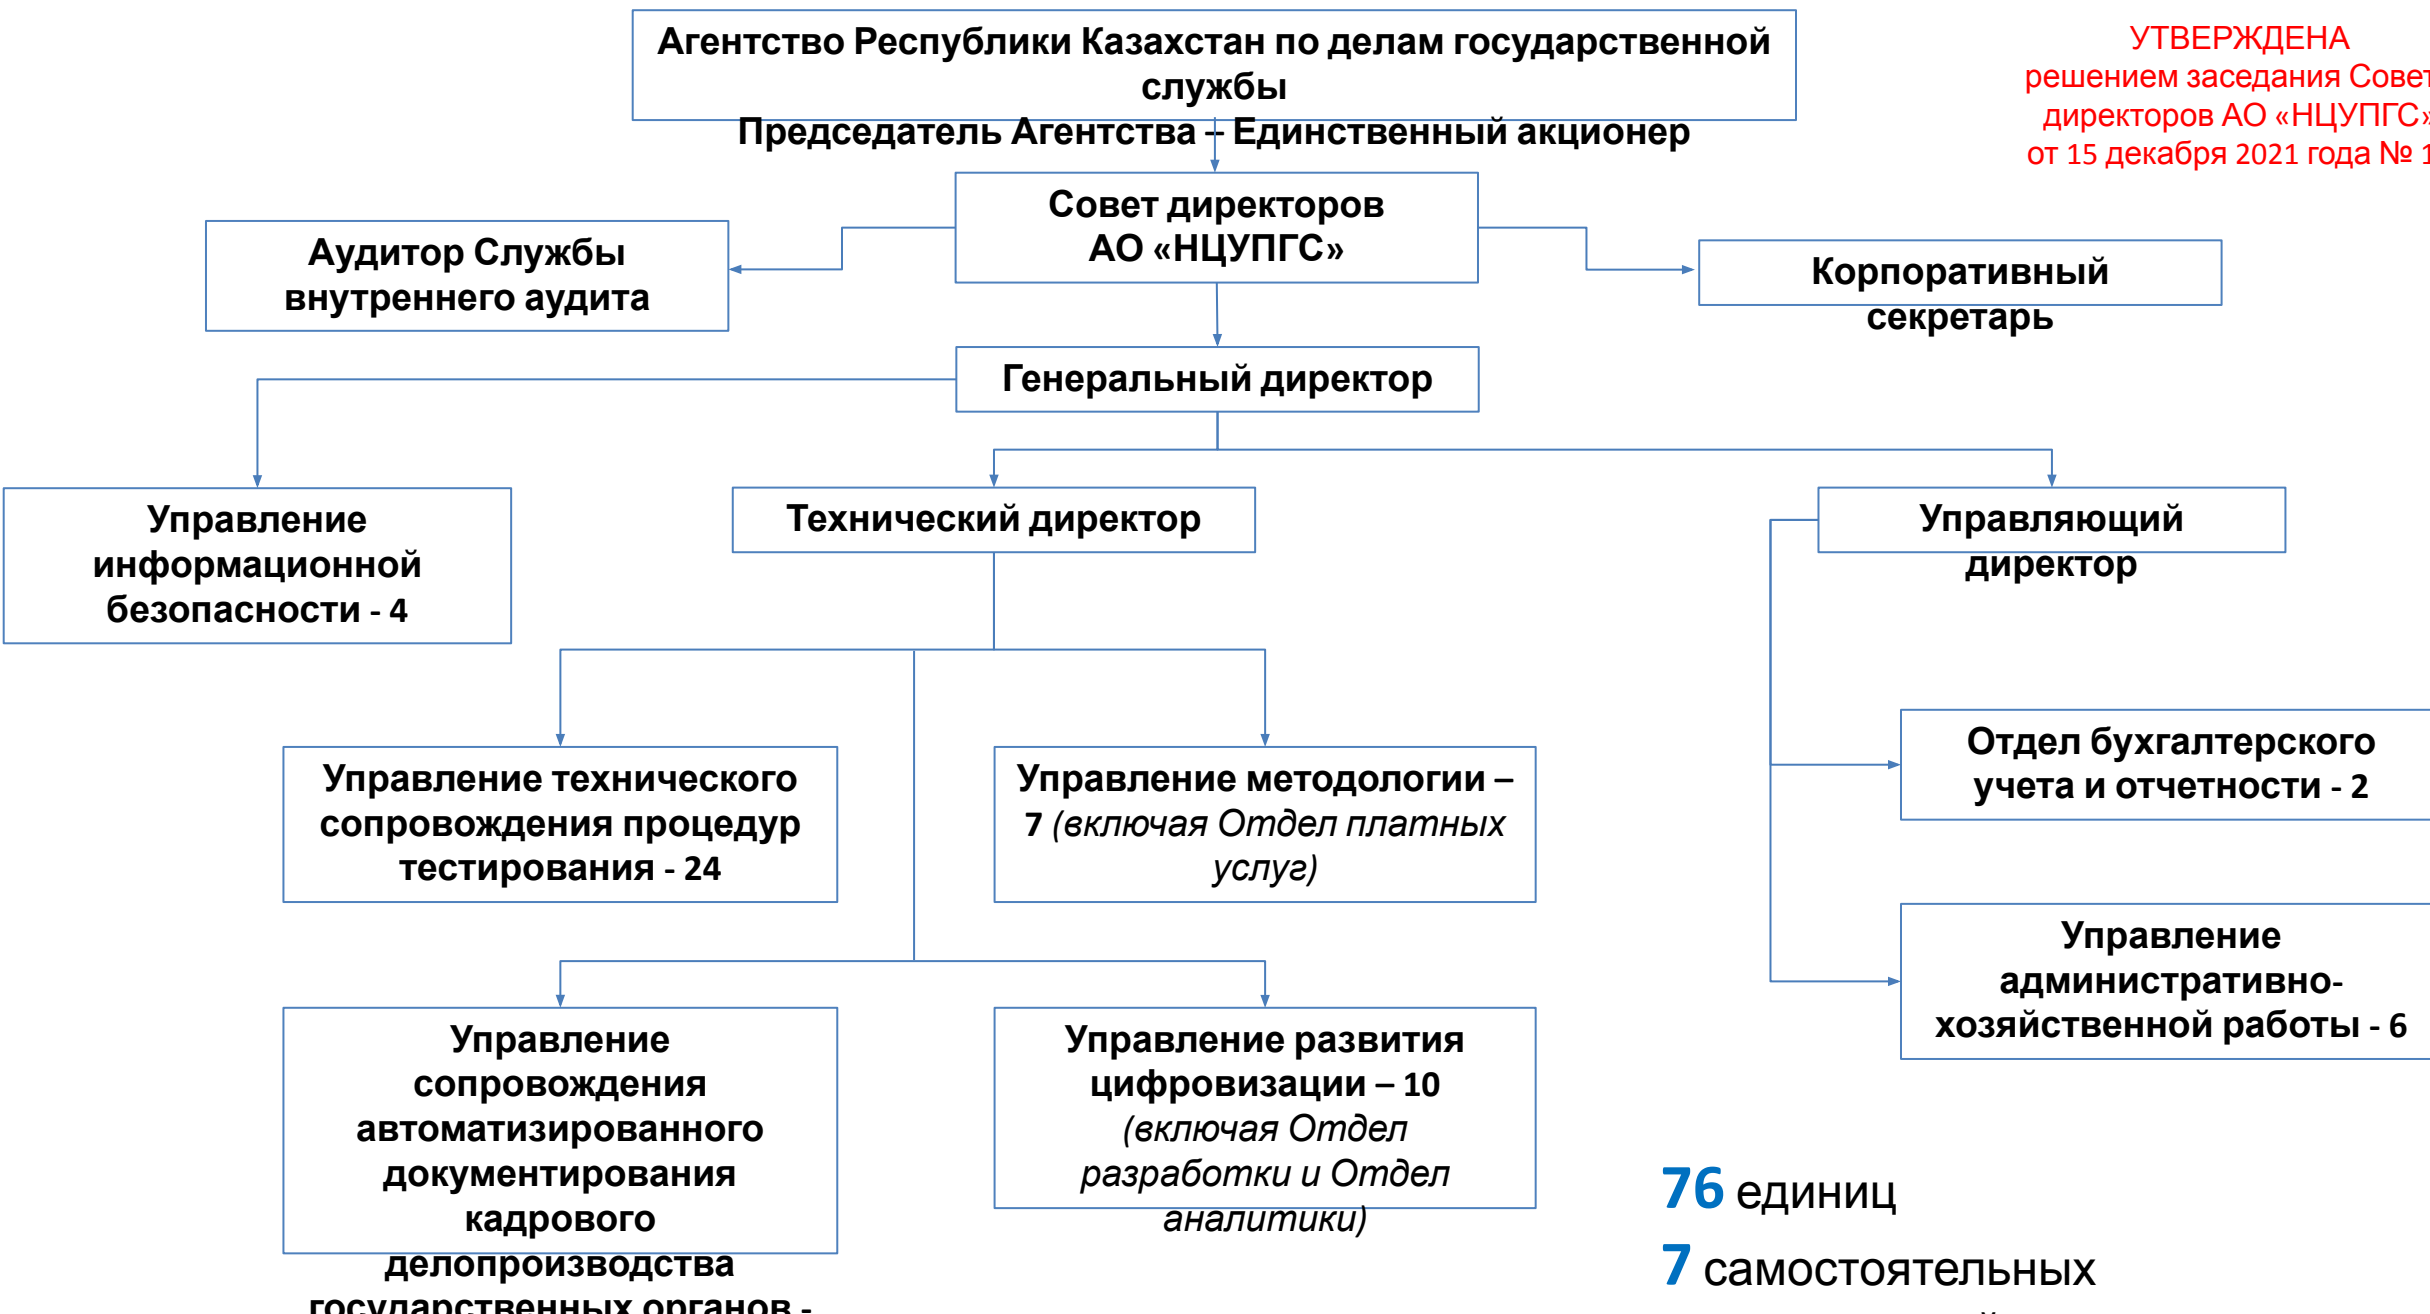 Агентство Республики Казахстан по делам государственной
службы
Председатель Агентства – Единственный акционер
УТВЕРЖДЕНА
решением заседания Совет
директоров АО «НЦУПГС»
от 15 декабря 2021 года № 1
Совет директоров
АО «НЦУПГС»
Аудитор Службы
внутреннего аудита
Корпоративный
секретарь
Генеральный директор
Управление
информационной
безопасности - 4
Технический директор
Управляющий
директор
Управление технического
сопровождения процедур
тестирования - 24
Управление методологии –
7 (включая Отдел платных
услуг)
Отдел бухгалтерского
учета и отчетности - 2
Управление
административно-
хозяйственной работы - 6
Управление
сопровождения
автоматизированного
документирования
кадрового
делопроизводства
государственных органов -
Управление развития
цифровизации – 10
(включая Отдел
разработки и Отдел
аналитики)
76 единиц
7 самостоятельных